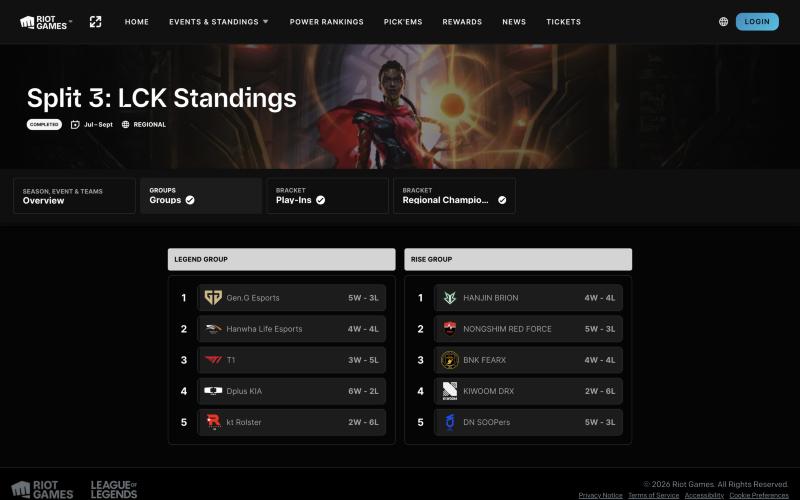 RIOT GAMES
HOME
EVENTS & STANDINGS
POWER RANKINGS
PICK'EMS
REWARDS
NEWS
TICKETS
LOGIN
Split 3: LCK Standings
COMPLETED
Jul – Sept
REGIONAL
SEASON, EVENT & TEAMS
Overview
GROUPS
Groups
BRACKET
Play-Ins
BRACKET
Regional Champio...
LEGEND GROUP
1 Gen.G Esports 5W - 3L
2 Hanwha Life Esports 4W - 4L
3 T1 3W - 5L
4 Dplus KIA 6W - 2L
5 kt Rolster 2W - 6L
RISE GROUP
1 HANJIN BRION 4W - 4L
2 NONGSHIM RED FORCE 5W - 3L
3 BNK FEARX 4W - 4L
4 KIWOOM DRX 2W - 6L
5 DN SOOPers 5W - 3L
RIOT GAMES
LEAGUE OF LEGENDS
© 2026 Riot Games. All Rights Reserved.
Privacy Notice Terms of Service Accessibility Cookie Preferences